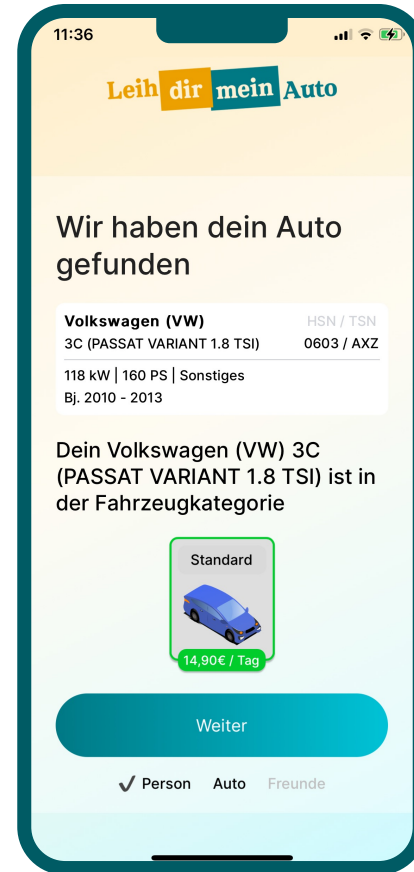 11:36
Leih dir mein Auto
Wir haben dein Auto
gefunden
Volkswagen (VW) HSN / TSN
3C (PASSAT VARIANT 1.8 TSI) 0603 / AXZ
118 kW | 160 PS | Sonstiges
Bj. 2010 - 2013
Dein Volkswagen (VW) 3C
(PASSAT VARIANT 1.8 TSI) ist in
der Fahrzeugkategorie
Standard
14,90€ / Tag
Weiter
Person Auto Freunde